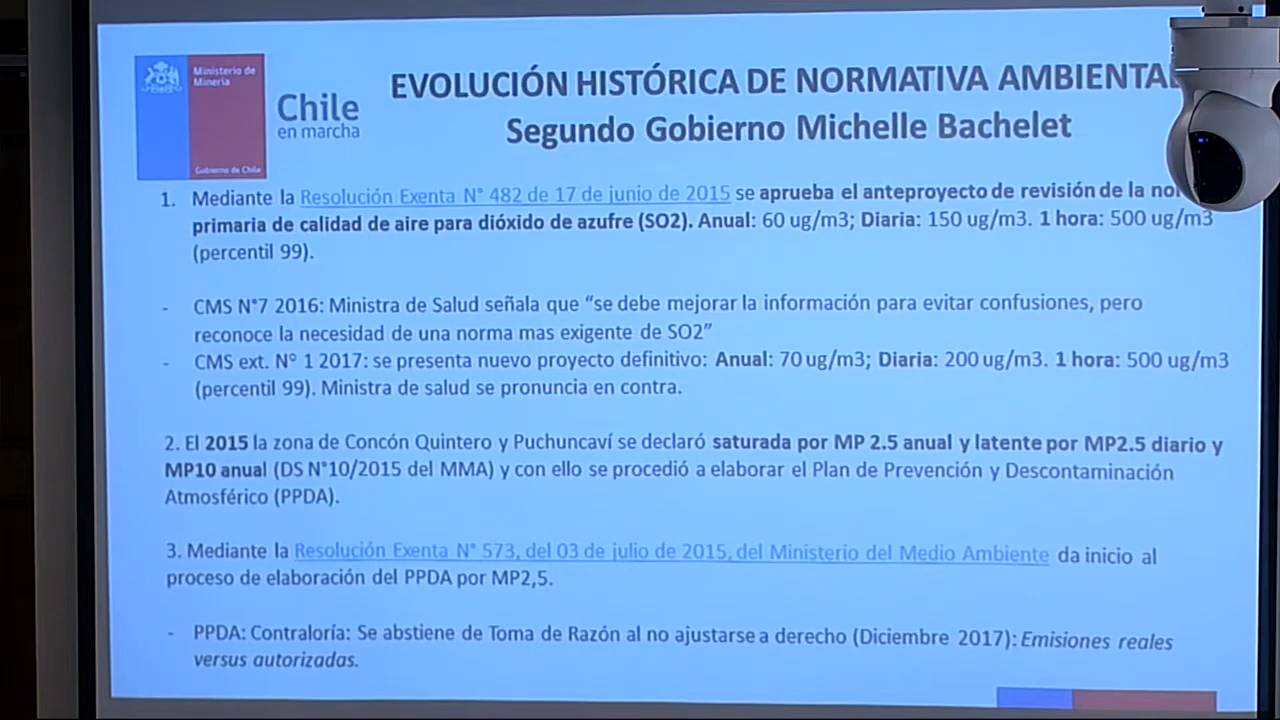 Ministerio de
Minería
Gobierno de Chile
Chile
en marcha
EVOLUCIÓN HISTÓRICA DE NORMATIVA AMBIENTA
Segundo Gobierno Michelle Bachelet
1. Mediante la Resolución Exenta N° 482 de 17 de junio de 2015 se aprueba el anteproyecto de revisión de la
primaria de calidad de aire para dióxido de azufre (SO2). Anual: 60 ug/m3; Diaria: 150 ug/m3. 1 hora: 500 ug/m3
(percentil 99).
- CMS N°7 2016: Ministra de Salud señala que “se debe mejorar la información para evitar confusiones, pero
reconoce la necesidad de una norma mas exigente de SO2”
- CMS ext. N° 1 2017: se presenta nuevo proyecto definitivo: Anual: 70 ug/m3; Diaria: 200 ug/m3. 1 hora: 500 ug/m3
(percentil 99). Ministra de salud se pronuncia en contra.
2. El 2015 la zona de Concón Quintero y Puchuncaví se declaró saturada por MP 2.5 anual y latente por MP2.5 diario y
MP10 anual (DS N°10/2015 del MMA) y con ello se procedió a elaborar el Plan de Prevención y Descontaminación
Atmosférico (PPDA).
3. Mediante la Resolución Exenta N° 573, del 03 de julio de 2015, del Ministerio del Medio Ambiente da inicio al
proceso de elaboración del PPDA por MP2,5.
- PPDA: Contraloría: Se abstiene de Toma de Razón al no ajustarse a derecho (Diciembre 2017): Emisiones reales
versus autorizadas.